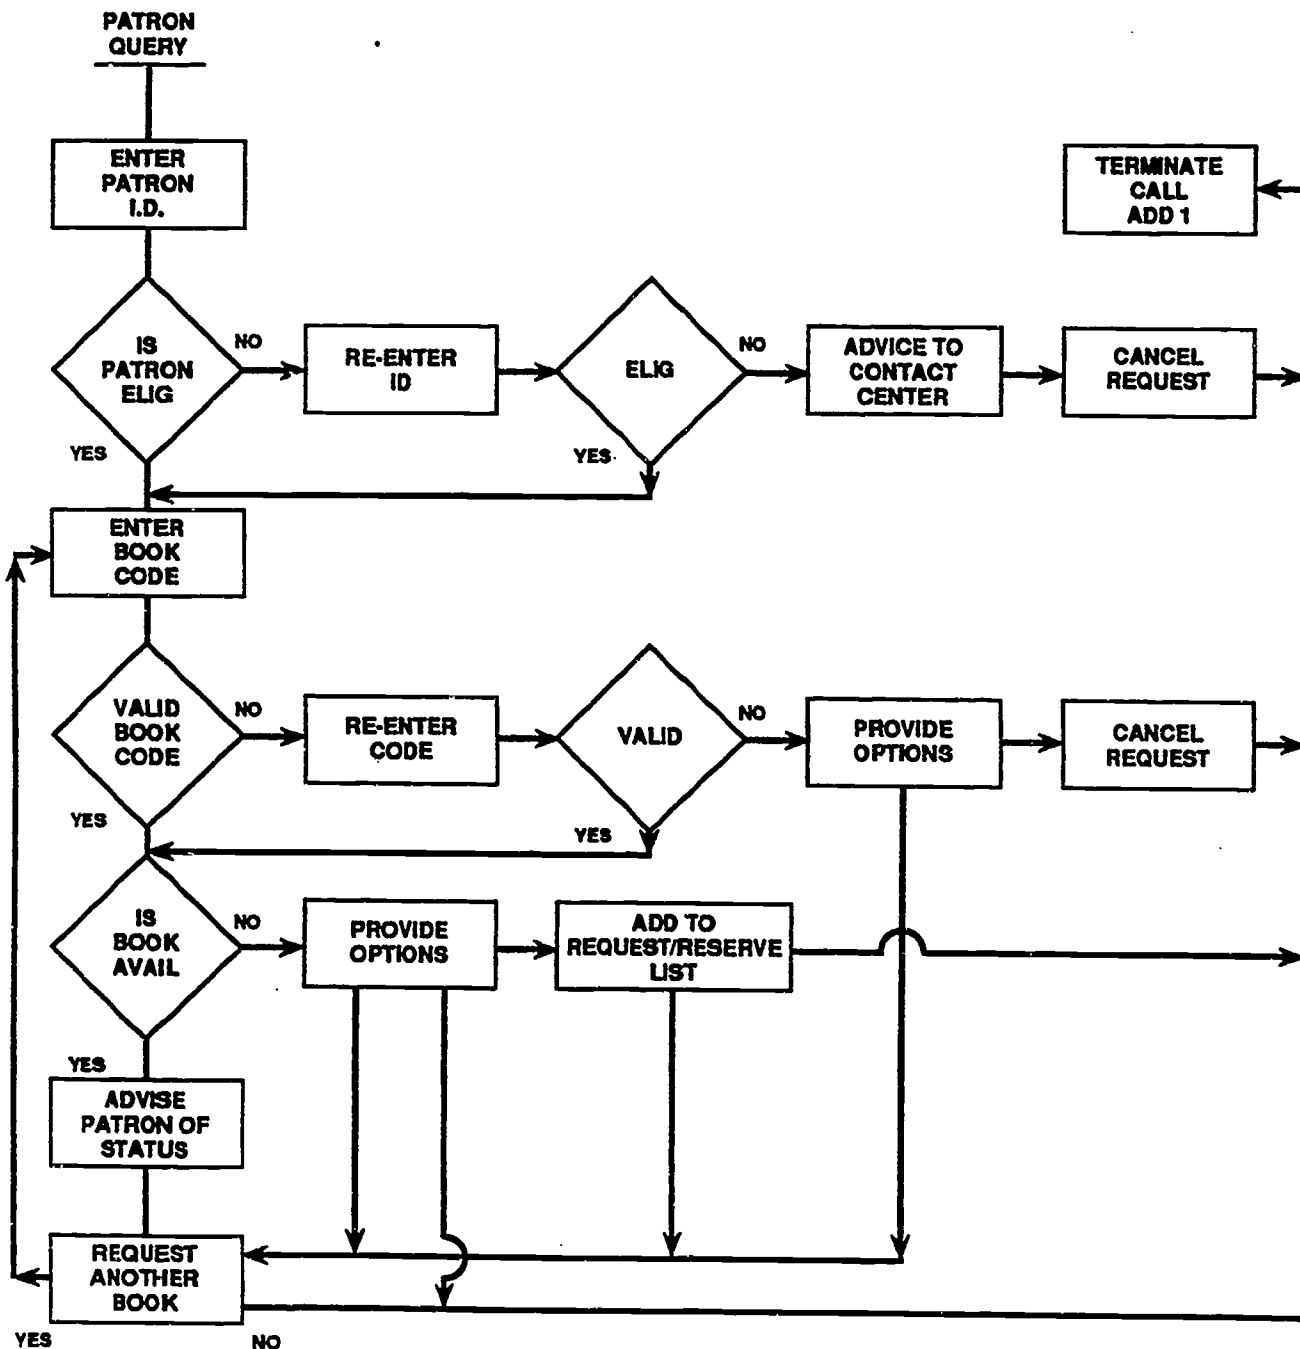 PATRON
QUERY
ENTER
PATRON
I.D.
TERMINATE
CALL
ADD 1
IS
PATRON
ELIG
NO
RE-ENTER
ID
ELIG
NO
ADVICE TO
CONTACT
CENTER
CANCEL
REQUEST
YES
YES
ENTER
BOOK
CODE
VALID
BOOK
CODE
NO
RE-ENTER
CODE
VALID
NO
PROVIDE
OPTIONS
CANCEL
REQUEST
YES
YES
IS
BOOK
AVAIL
NO
PROVIDE
OPTIONS
ADD TO
REQUEST/RESERVE
LIST
YES
ADVISE
PATRON OF
STATUS
REQUEST
ANOTHER
BOOK
YES
NO